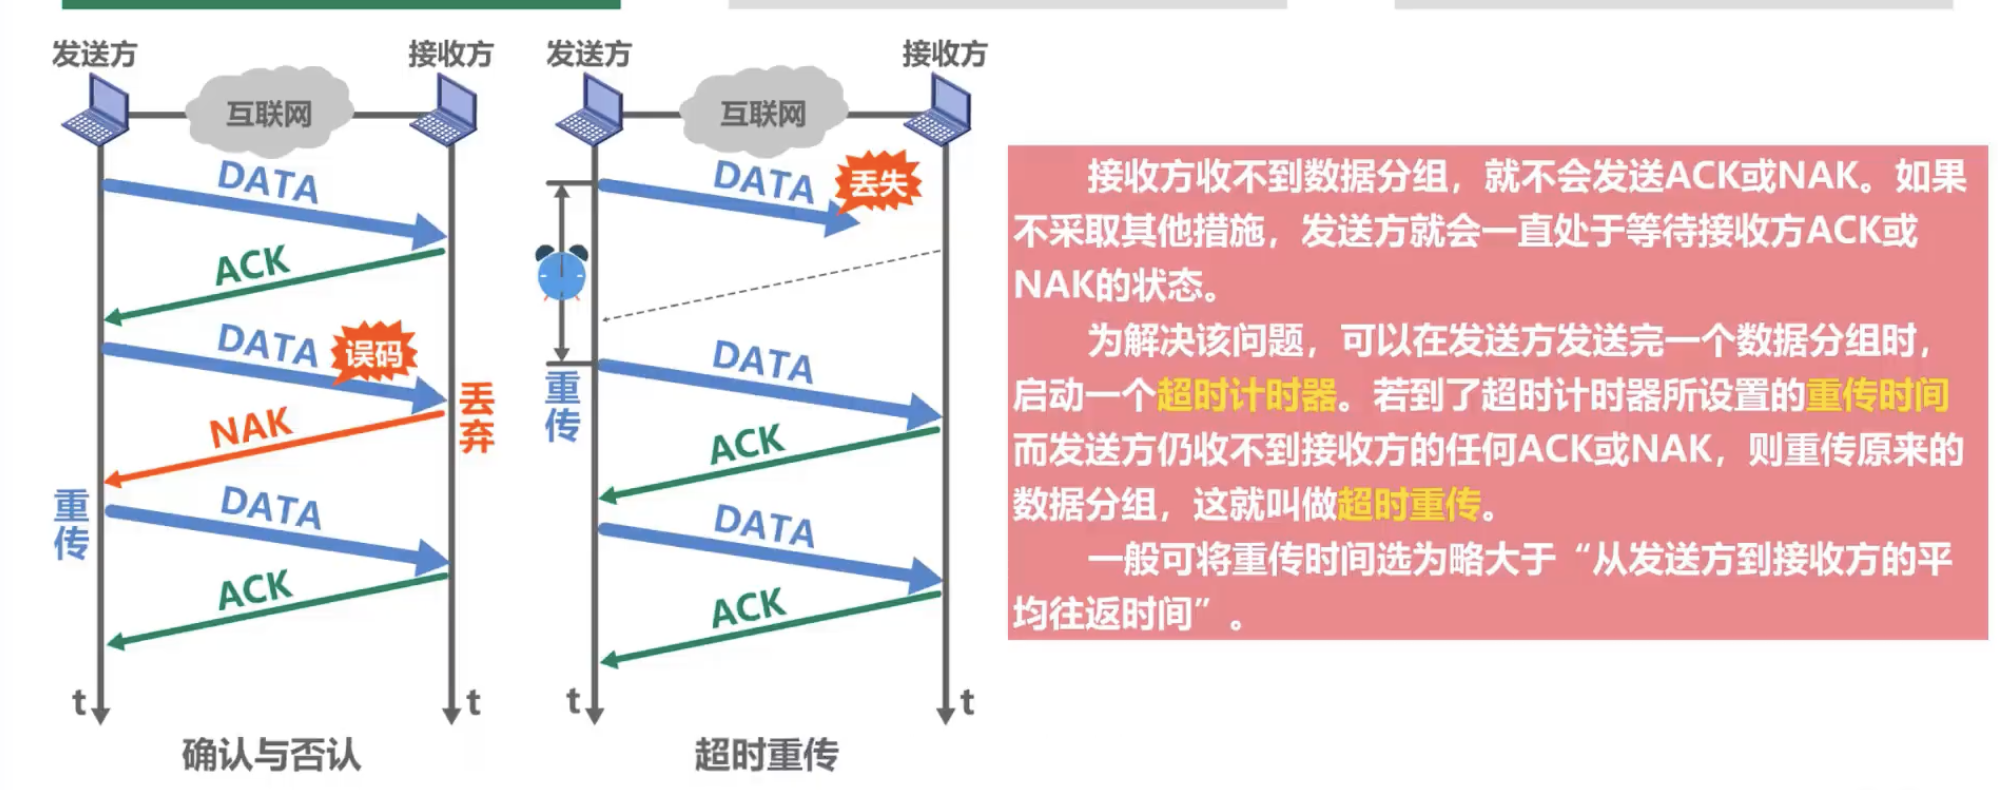 发送方
接收方
互联网
DATA
ACK
DATA
误码
丢弃
NAK
重传
DATA
ACK
t
t
确认与否认
发送方
接收方
互联网
DATA
丢失
重传
DATA
ACK
DATA
ACK
t
t
超时重传
接收方收不到数据分组，就不会发送ACK或NAK。如果
不采取其他措施，发送方就会一直处于等待接收方ACK或
NAK的状态。
为解决该问题，可以在发送方发送完一个数据分组时，
启动一个超时计时器。若到了超时计时器所设置的重传时间
而发送方仍收不到接收方的任何ACK或NAK，则重传原来的
数据分组，这就叫做超时重传。
一般可将重传时间选为略大于“从发送方到接收方的平
均往返时间”。